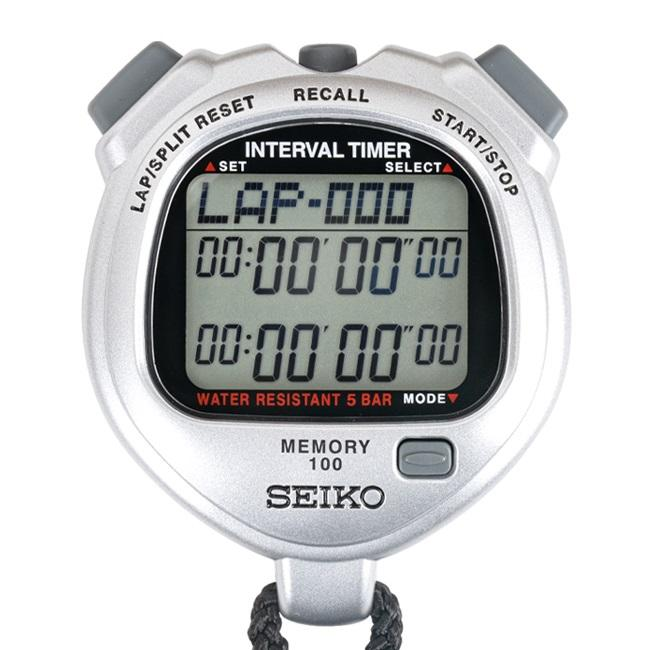 RECALL
LAP/SPLIT RESET
START/STOP
INTERVAL TIMER
▲SET SELECT▲
LAP-000
00:00'00"00
00:00'00"00
WATER RESISTANT 5 BAR MODE▼
MEMORY
100
SEIKO